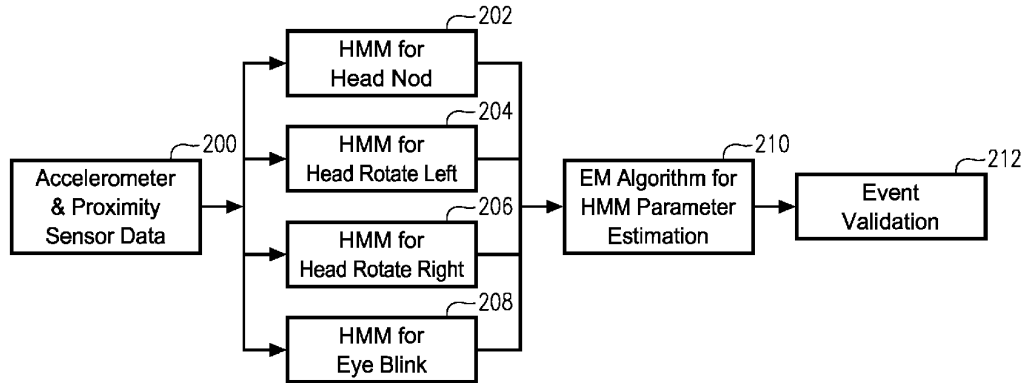 200
Accelerometer
& Proximity
Sensor Data
202
HMM for
Head Nod
204
HMM for
Head Rotate Left
206
HMM for
Head Rotate Right
208
HMM for
Eye Blink
210
EM Algorithm for
HMM Parameter
Estimation
212
Event
Validation